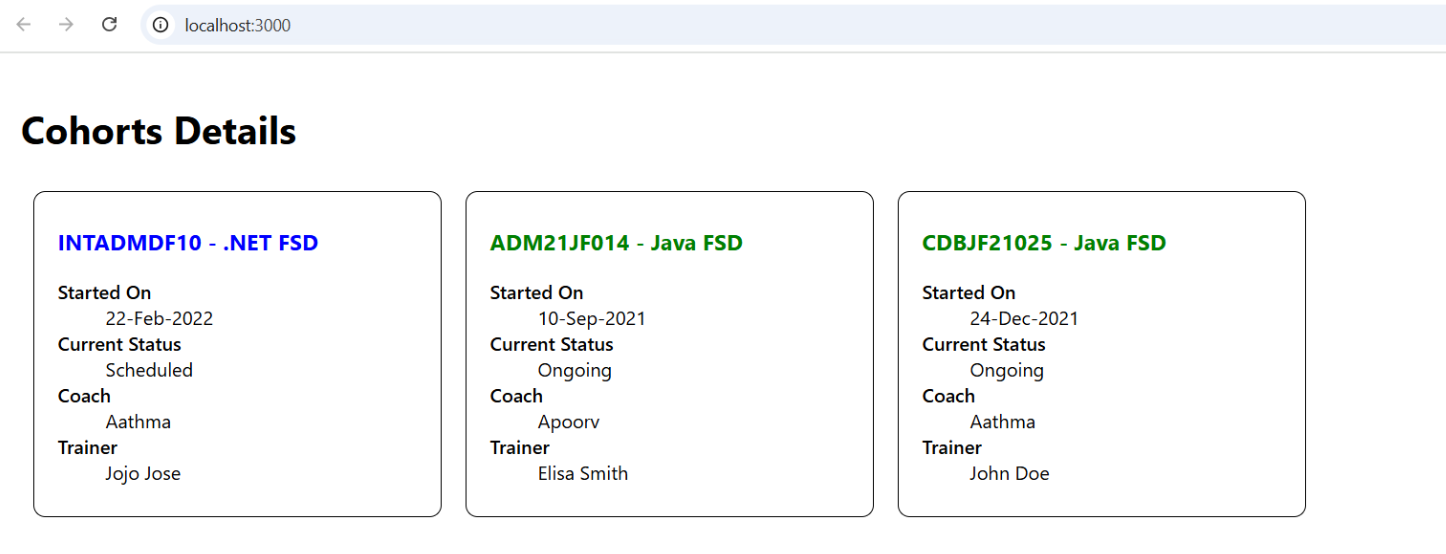 localhost:3000
Cohorts Details
INTADMDF10 - .NET FSD
Started On
22-Feb-2022
Current Status
Scheduled
Coach
Aathma
Trainer
Jojo Jose
ADM21JF014 - Java FSD
Started On
10-Sep-2021
Current Status
Ongoing
Coach
Apoorv
Trainer
Elisa Smith
CDBJF21025 - Java FSD
Started On
24-Dec-2021
Current Status
Ongoing
Coach
Aathma
Trainer
John Doe